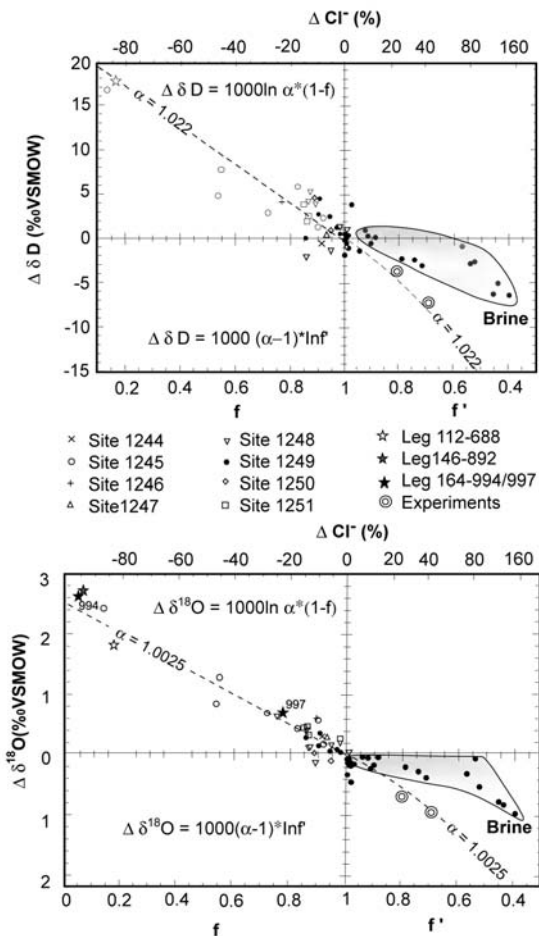 Δ Cl⁻ (%)
-80 -60 -40 -20 0 20 40 80 120 160
20
15
10
5
0
-5
-10
15
Δ δ D (‰VSMOW)
Δ δ D = 1000ln α*(1-f)
α = 1.022
Δ δ D = 1000 (α-1)*lnf'
Brine
α = 1.022
0.2 0.4 0.6 0.8 1 0.8 0.6 0.4
f f '
× Site 1244
○ Site 1245
+ Site 1246
△ Site1247
▽ Site 1248
● Site 1249
◇ Site 1250
□ Site 1251
☆ Leg 112-688
★ Leg146-892
★ Leg 164-994/997
◎ Experiments
Δ Cl⁻ (%)
-80 -60 -40 -20 0 20 40 80 120 160
3
2
1
0
1
2
Δ δ¹⁸O(‰VSMOW)
Δ δ¹⁸O = 1000ln α*(1-f)
994
α = 1.0025
997
0
Δ δ¹⁸O = 1000(α-1)*lnf'
Brine
α = 1.0025
0 0.2 0.4 0.6 0.8 1 0.8 0.6 0.4
f f '